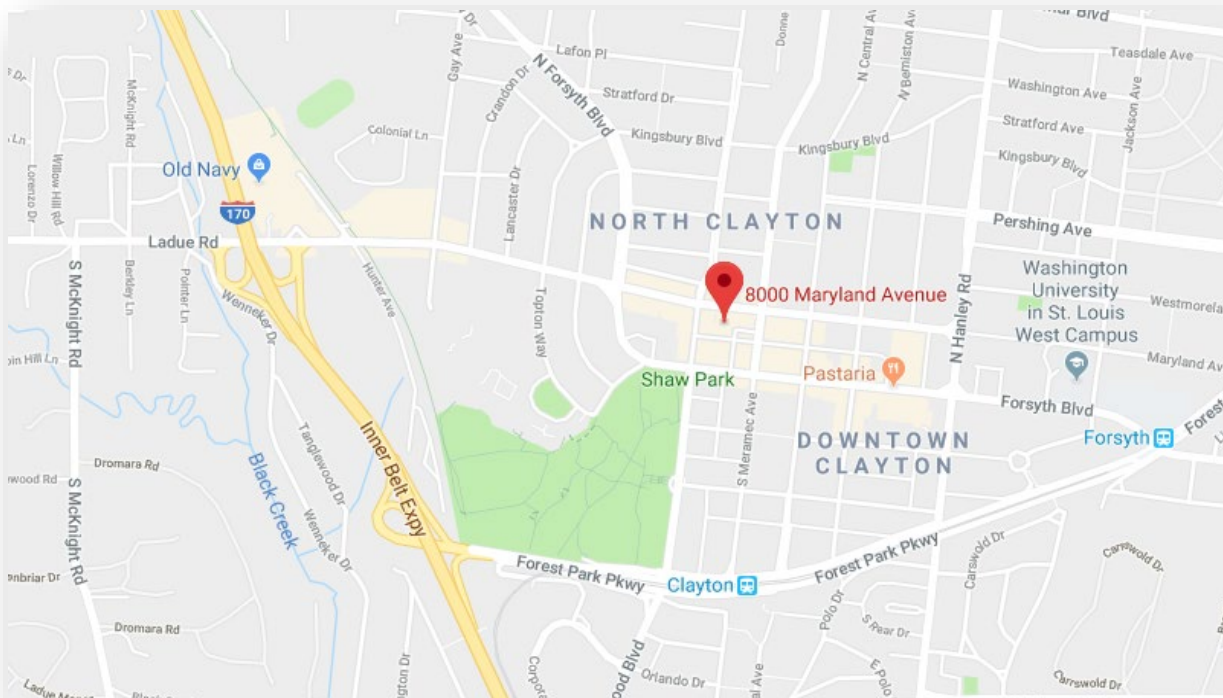 Lafon Pl
N Forsyth Blvd
Gay Ave
Crandon Dr
Stratford Dr
N Central Ave
N Bemiston Ave
Blvd
Teasdale Ave
Washington Ave
Jackson Ave
McKnight Rd
Colonial Ln
Kingsbury Blvd
Kingsbury Blvd
Stratford Ave
Kingsbury Blvd
Willow Hill Rd
Lorenzo Dr
Old Navy
170
Lancaster Dr
NORTH CLAYTON
Pershing Ave
Ladue Rd
S McKnight Rd
Berkley Ln
Pointer Ln
Wenneker Dr
Hunter Ave
Topton Way
8000 Maryland Avenue
N Hanley Rd
Washington
University
in St. Louis
West Campus
Maryland Av
Pastaria
Shaw Park
Forsyth Blvd
Forsyth
S Meramec Ave
DOWNTOWN
CLAYTON
Inner Belt Expy
Tanglewood Dr
Dromara Rd
Black Creek
S McKnight Rd
Wenneker Dr
Forest Park Pkwy
Clayton
Forest Park Pkwy
Carswold Dr
Carrswold Dr
Polo Dr
S Rear Dr
Dromara Rd
Orlando Dr
E Polo
Carrswold Dr